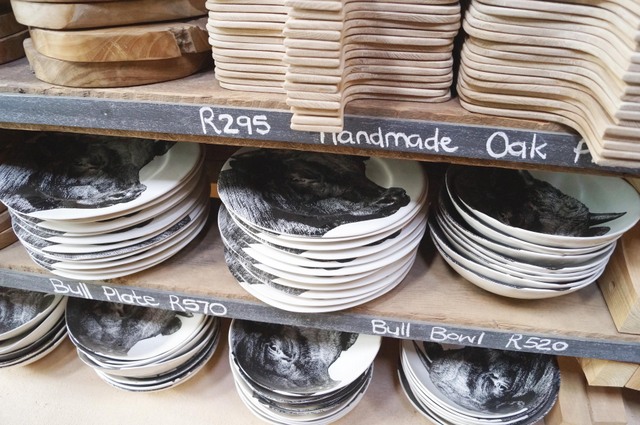 R295 Handmade Oak
Bull Plate R570
Bull Bowl R520